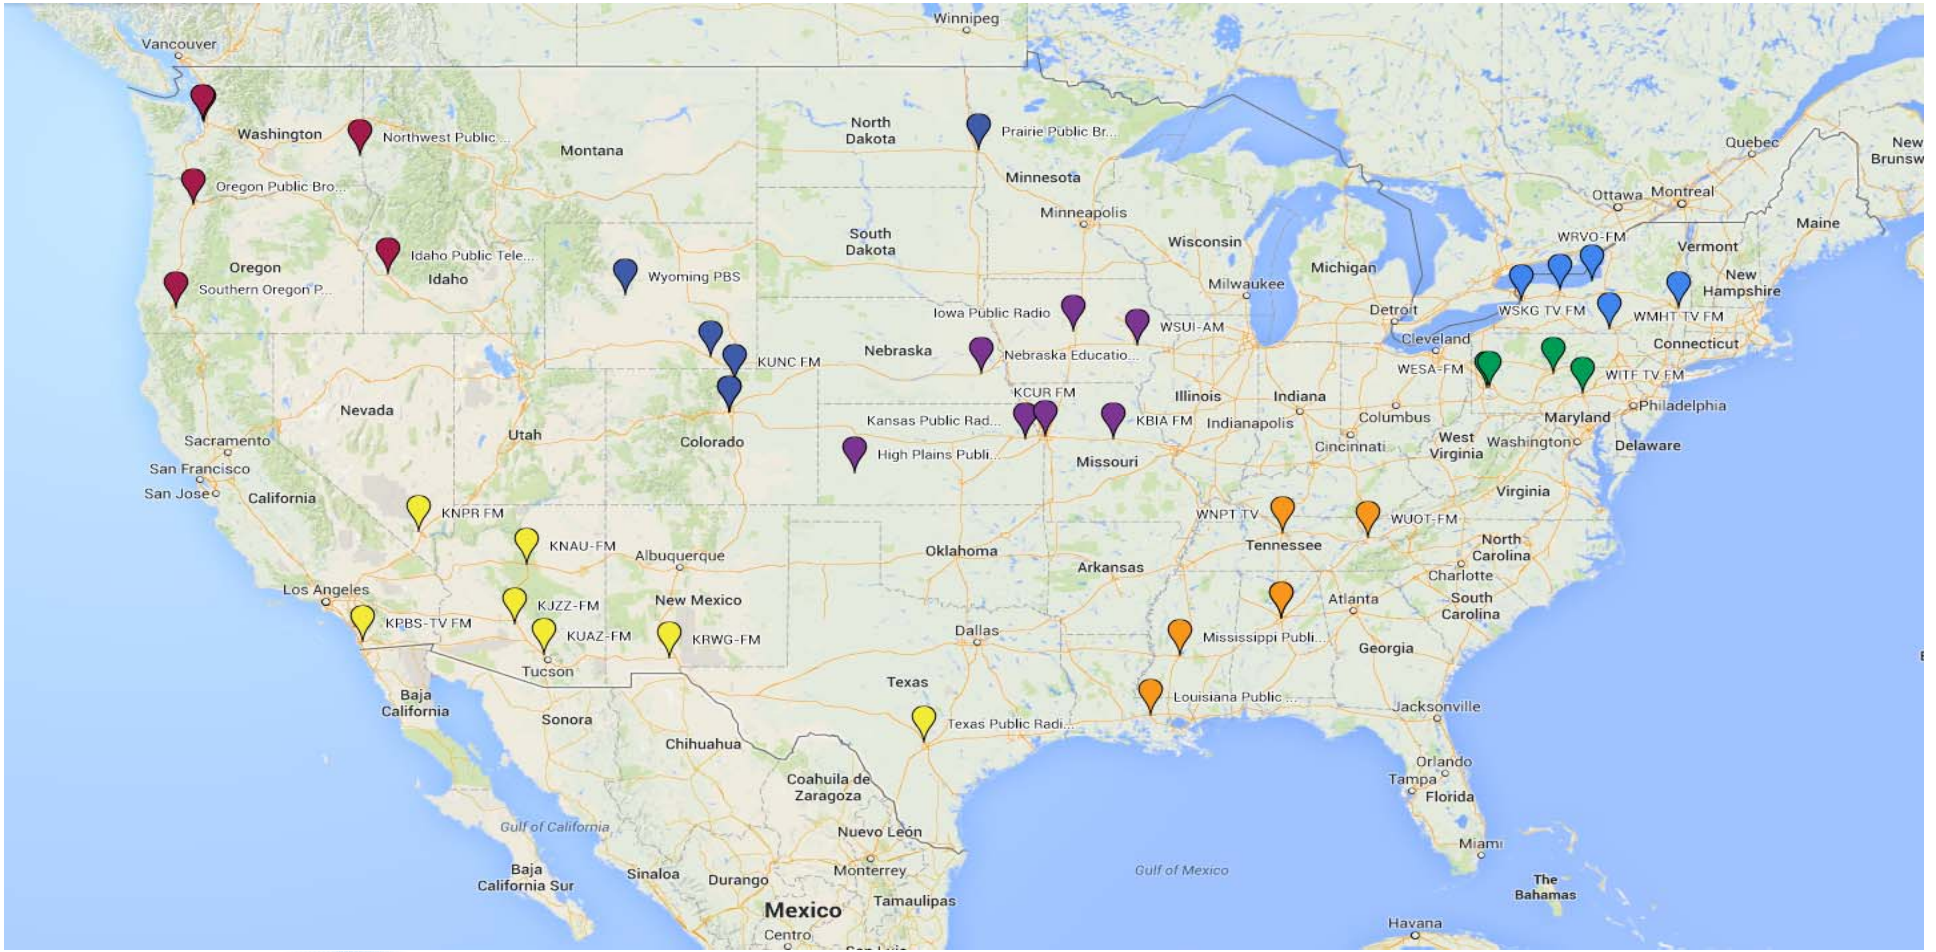 Winnipeg
Vancouver
Washington
Northwest Public ...
Montana
North
Dakota
Prairie Public Br...
Minnesota
Quebec
New
Brunsw
Oregon Public Bro...
Ottawa
Montreal
Minneapolis
Maine
South
Dakota
Wisconsin
WRVO-FM
Vermont
Idaho Public Tele...
Oregon
Idaho
Wyoming PBS
Michigan
New
Hampshire
Southern Oregon P...
Milwaukee
Iowa Public Radio
WSUI-AM
Detroit
WSKG TV FM
WMHT TV FM
Cleveland
Connecticut
KUNC FM
Nebraska
Nebraska Educatio...
WESA-FM
WITF TV FM
KCUR FM
Illinois
Indiana
Nevada
Philadelphia
Kansas Public Rad...
KBIA FM
Indianapolis
Columbus
Maryland
Utah
Sacramento
Colorado
Cincinnati
West
Virginia
Washington
Delaware
High Plains Publi...
Missouri
San Francisco
San Jose
California
Virginia
KNPR FM
WNPT TV
WUOT-FM
KNAU-FM
Albuquerque
Oklahoma
Tennessee
North
Carolina
Arkansas
Charlotte
Los Angeles
KJZZ-FM
New Mexico
Atlanta
South
Carolina
KPBS-TV FM
KUAZ-FM
KRWG-FM
Dallas
Mississippi Publi...
Georgia
Tucson
Texas
Baja
California
Louisiana Public ...
Jacksonville
Sonora
Texas Public Radi...
Chihuahua
Orlando
Coahuila de
Zaragoza
Tampa
Florida
Gulf of California
Nuevo León
Miami
Baja
California Sur
Sinaloa
Durango
Monterrey
Gulf of Mexico
The
Bahamas
Tamaulipas
Mexico
Havana
Centro